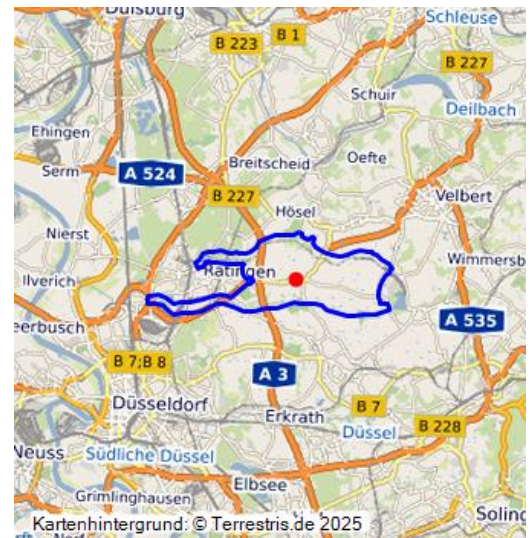 Duisburg
Schleuse
B 223
B 1
B 227
Schuir
Deilbach
Ehingen
Breitscheid
Oefte
Serm
A 524
B 227
Velbert
Hösel
Nierst
Ratingen
Wimmersb
Ilverich
eerbusch
A 535
B 7;B 8
A 3
B 7
Düsseldorf
Erkrath
B 228
Düssel
Neuss
Südliche Düssel
Elbsee
Grimlinghausen
Soling
Kartenhintergrund: © Terrestris.de 2025